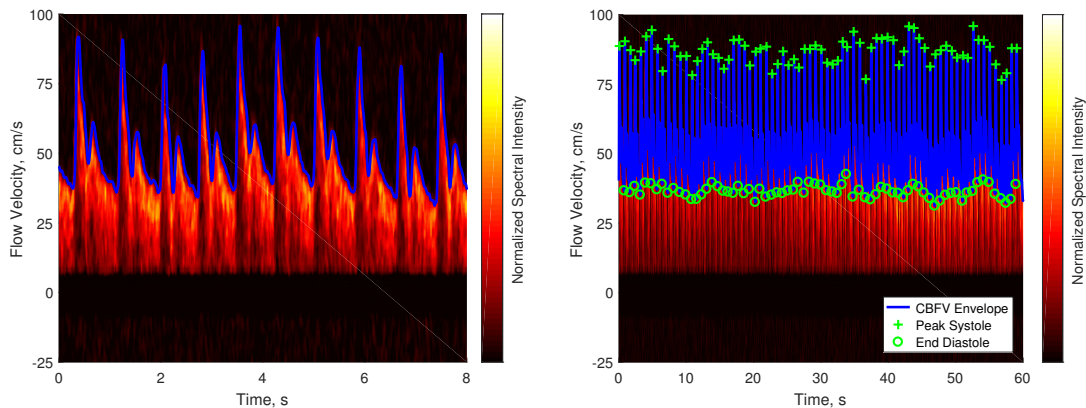 100
75
50
25
0
-25
Flow Velocity, cm/s
0 2 4 6 8
Time, s
Normalized Spectral Intensity
100
75
50
25
0
-25
Flow Velocity, cm/s
0 10 20 30 40 50 60
Time, s
CBFV Envelope
Peak Systole
End Diastole
Normalized Spectral Intensity